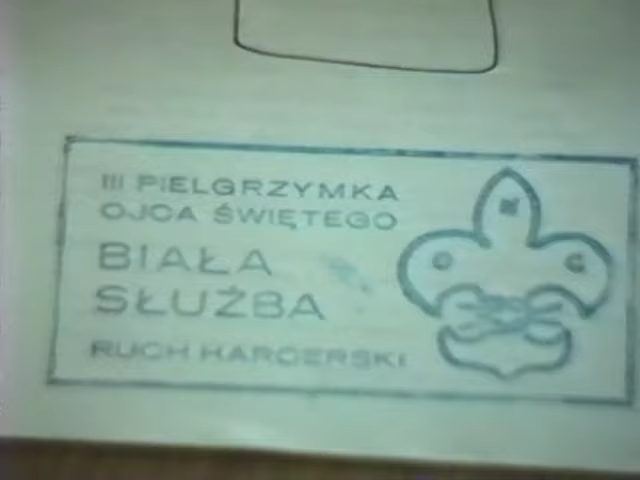 III PIELGRZYMKA
OJCA ŚWIĘTEGO
BIAŁA
SŁUŻBA
RUCH HARCERSKI
O N C